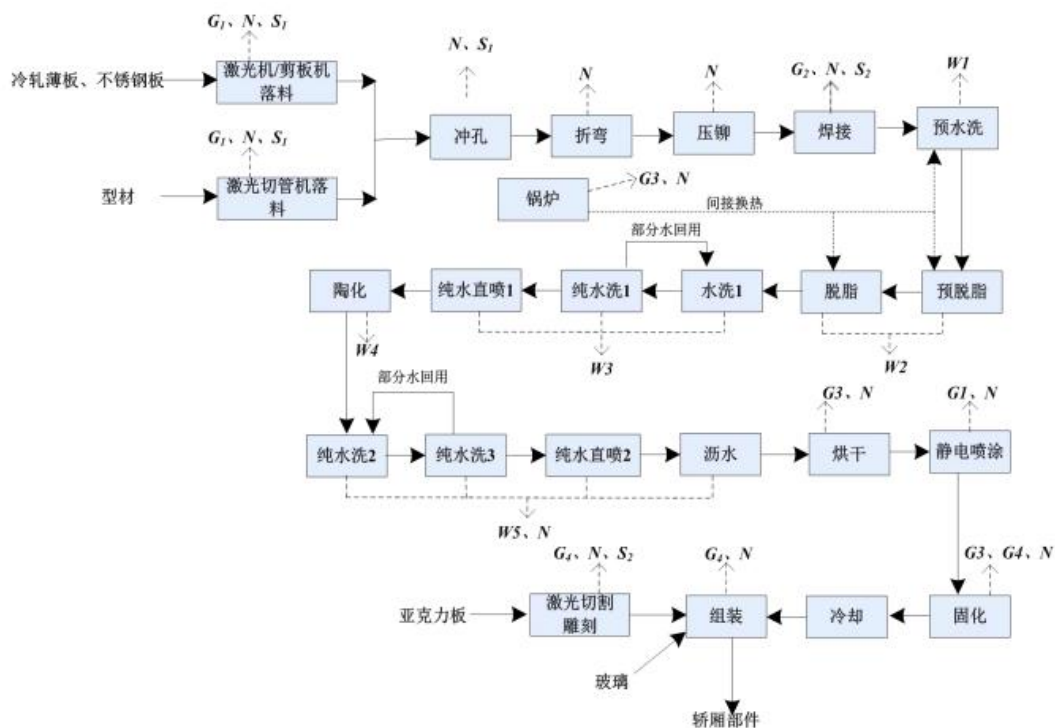 G₁、N、S₁
冷轧薄板、不锈钢板
激光机/剪板机
落料
G₁、N、S₁
型材
激光切管机落
料
N、S₁
冲孔
N
折弯
N
压铆
G₂、N、S₂
焊接
W1
预水洗
锅炉
G3、N
间接换热
陶化
纯水直喷1
纯水洗1
部分水回用
水洗1
脱脂
预脱脂
W4
W3
W2
部分水回用
纯水洗2
纯水洗3
纯水直喷2
沥水
G3、N
烘干
G1、N
静电喷涂
W5、N
G₄、N、S₂
亚克力板
激光切割
雕刻
G₄、N
组装
冷却
G3、G4、N
固化
玻璃
轿厢部件